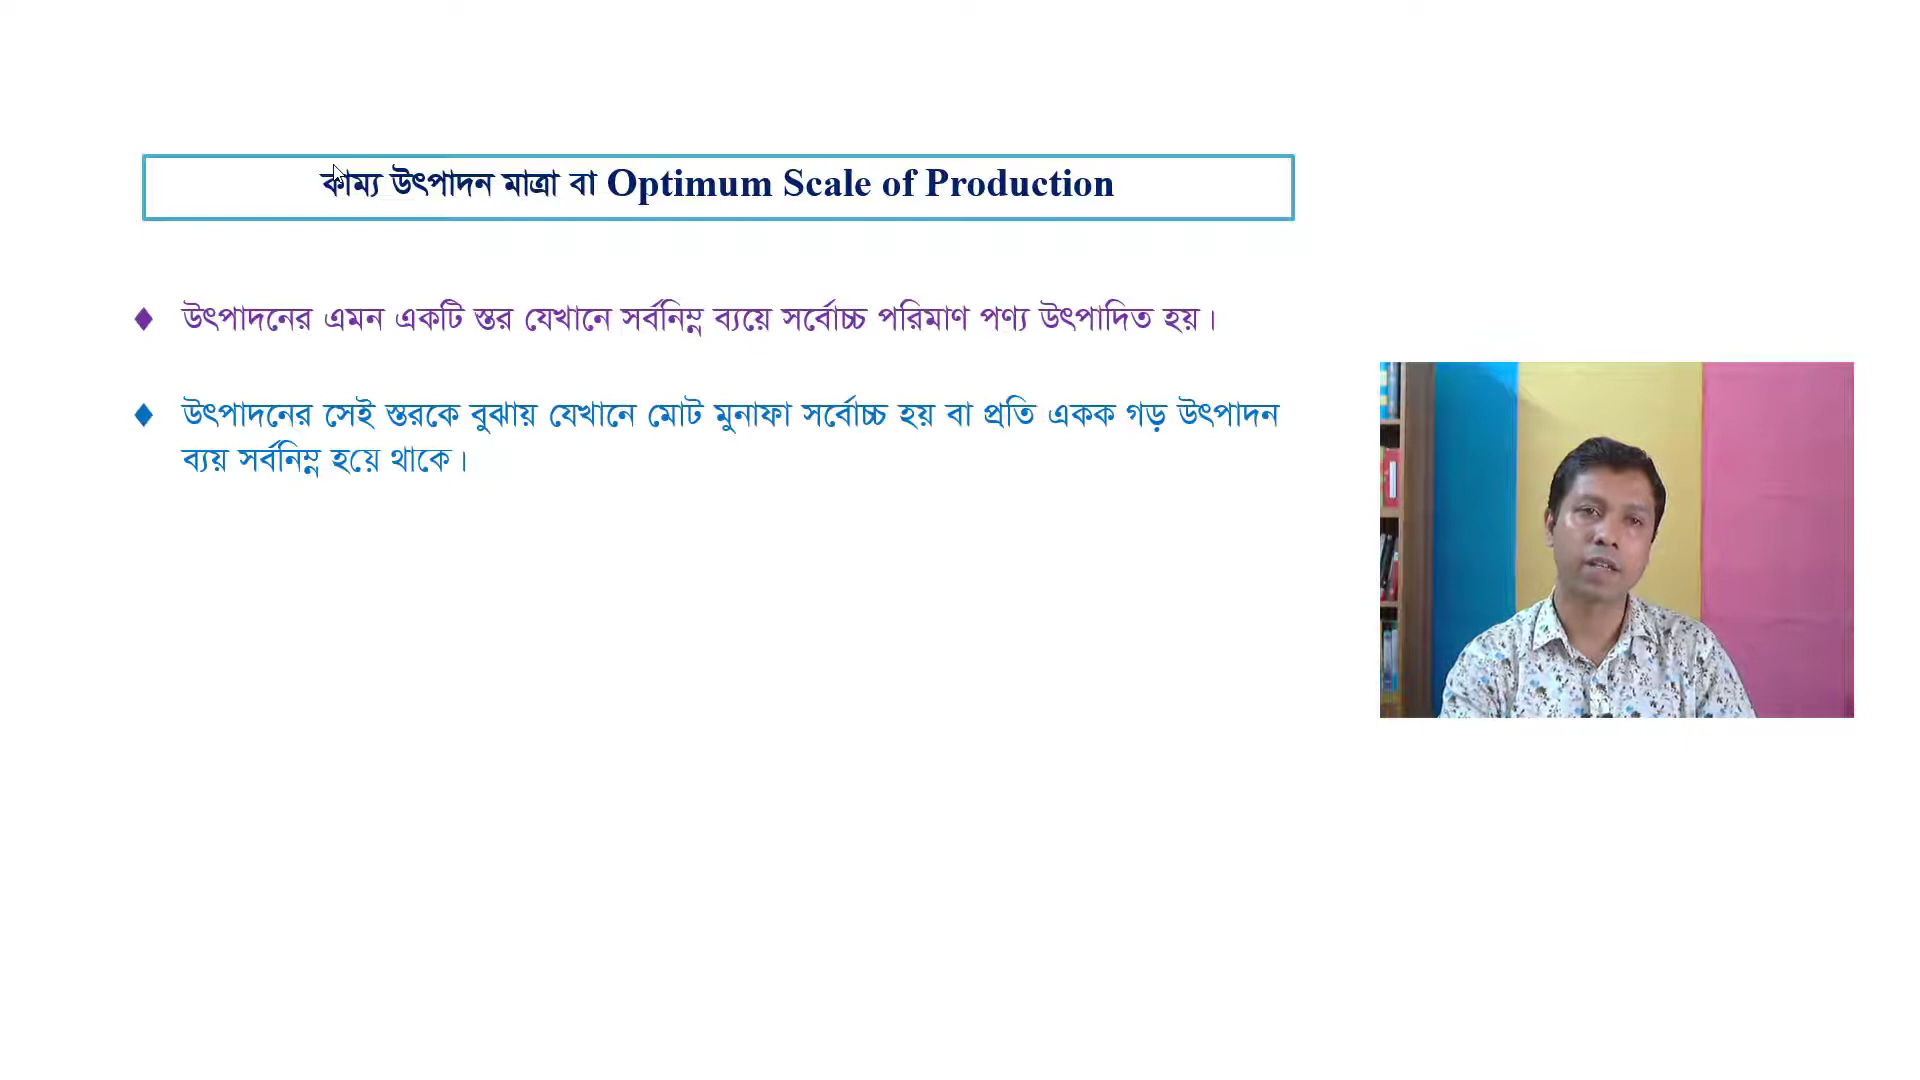 কাম্য উৎপাদন মাত্রা বা Optimum Scale of Production
উৎপাদনের এমন একটি স্তর যেখানে সর্বনিম্ন ব্যয়ে সর্বোচ্চ পরিমাণ পণ্য উৎপাদিত হয়।
উৎপাদনের সেই স্তরকে বুঝায় যেখানে মোট মুনাফা সর্বোচ্চ হয় বা প্রতি একক গড় উৎপাদন
ব্যয় সর্বনিম্ন হয়ে থাকে।